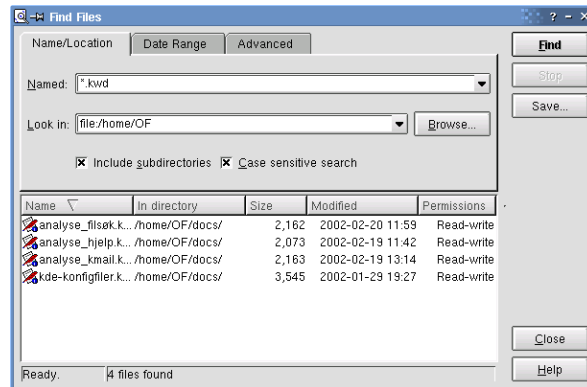 Find Files
Name/Location Date Range Advanced
Find
Stop
Save...
Named: *.kwd
Look in: file:/home/OF Browse...
Include subdirectories Case sensitive search
Name In directory Size Modified Permissions
analyse_filsøk.k... /home/OF/docs/ 2,162 2002-02-20 11:59 Read-write
analyse_hjelp.k... /home/OF/docs/ 2,073 2002-02-19 11:42 Read-write
analyse_kmail.k... /home/OF/docs/ 2,163 2002-02-19 13:14 Read-write
kde-konfigfiler.k... /home/OF/docs/ 3,545 2002-01-29 19:27 Read-write
Close
Help
Ready. 4 files found